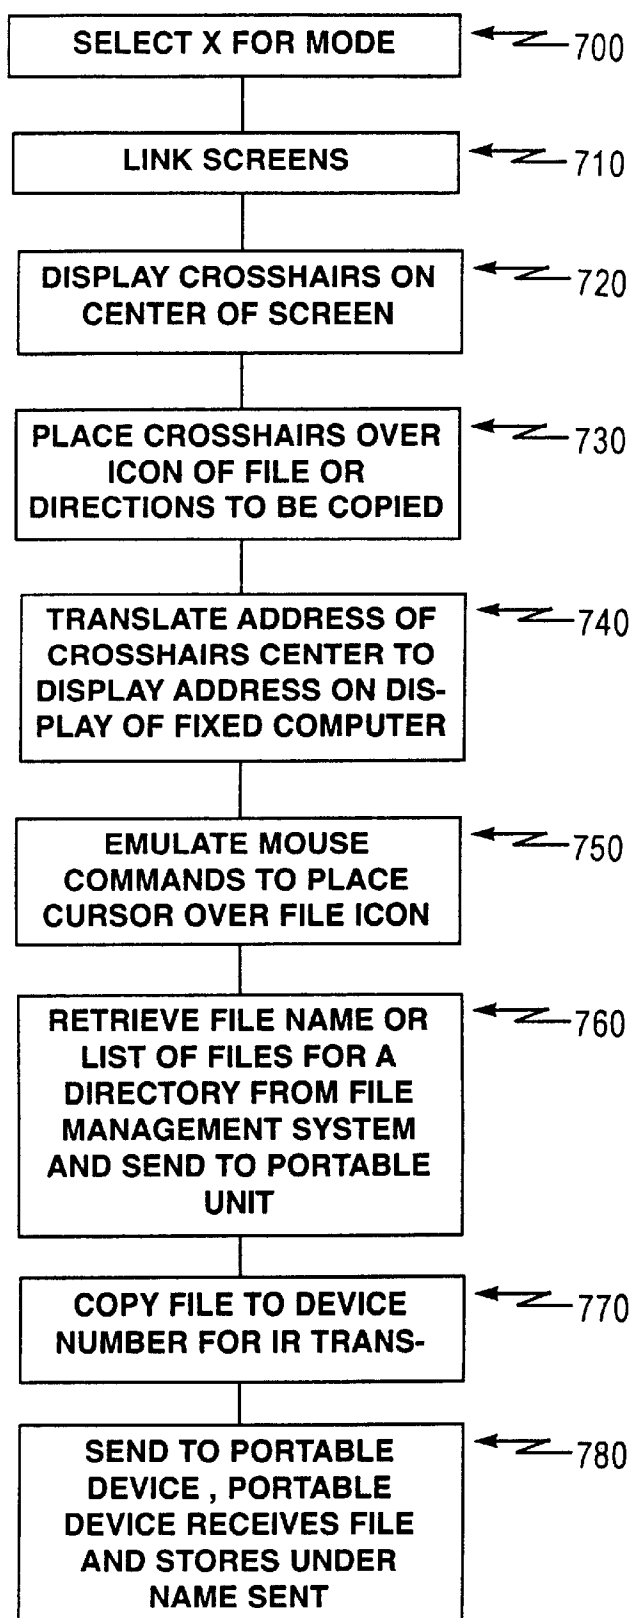 SELECT X FOR MODE
700
LINK SCREENS
710
DISPLAY CROSSHAIRS ON
CENTER OF SCREEN
720
PLACE CROSSHAIRS OVER
ICON OF FILE OR
DIRECTIONS TO BE COPIED
730
TRANSLATE ADDRESS OF
CROSSHAIRS CENTER TO
DISPLAY ADDRESS ON DIS-
PLAY OF FIXED COMPUTER
740
EMULATE MOUSE
COMMANDS TO PLACE
CURSOR OVER FILE ICON
750
RETRIEVE FILE NAME OR
LIST OF FILES FOR A
DIRECTORY FROM FILE
MANAGEMENT SYSTEM
AND SEND TO PORTABLE
UNIT
760
COPY FILE TO DEVICE
NUMBER FOR IR TRANS-
770
SEND TO PORTABLE
DEVICE , PORTABLE
DEVICE RECEIVES FILE
AND STORES UNDER
NAME SENT
780